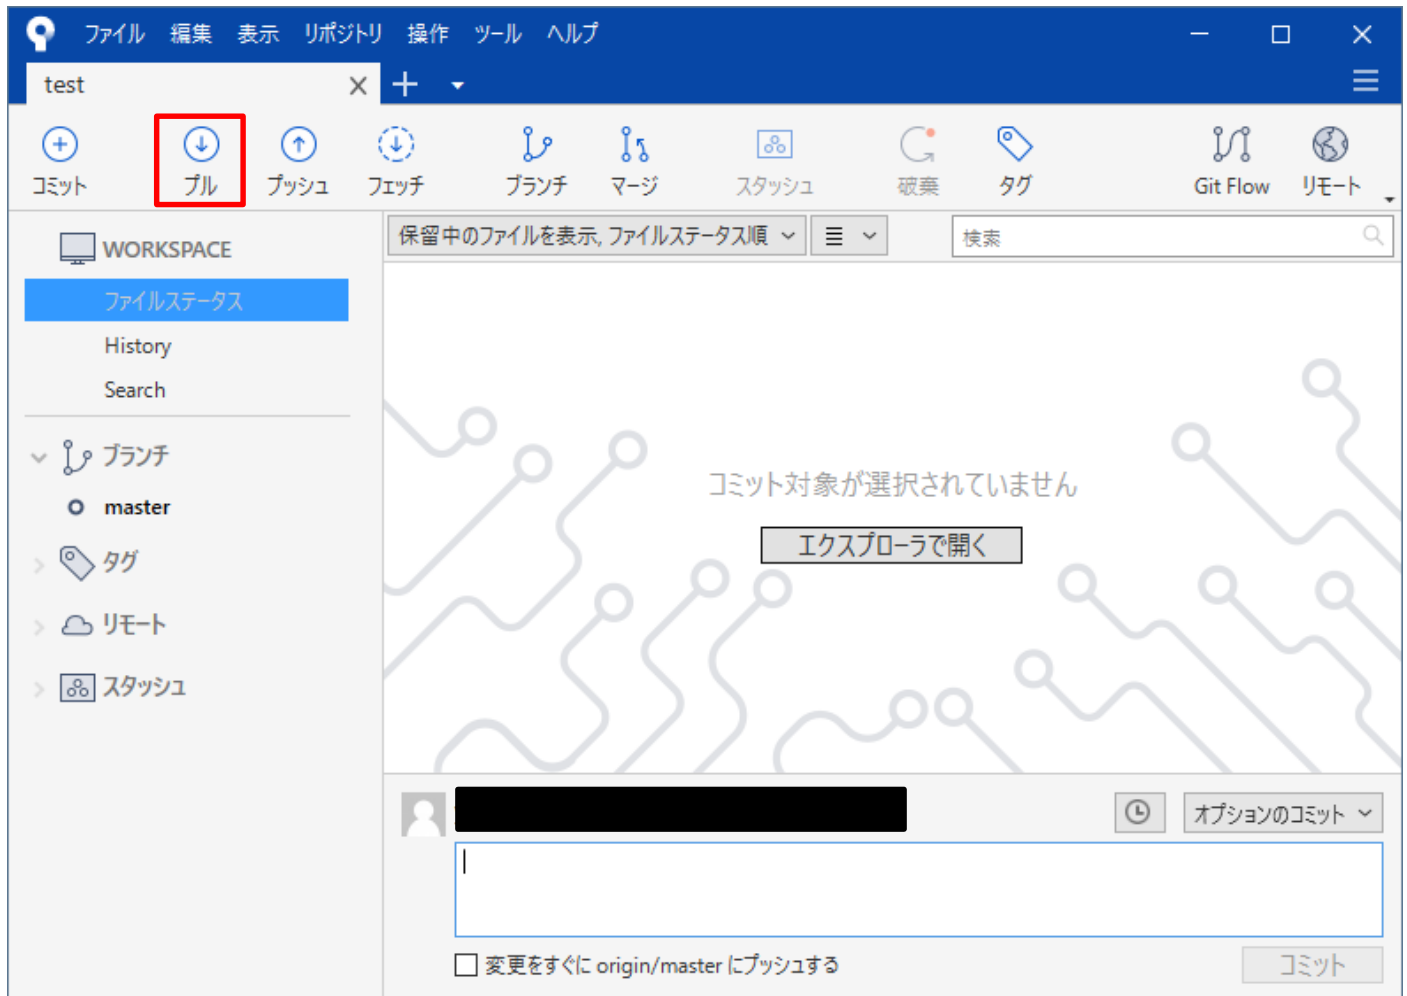 ファイル 編集 表示 リポジトリ 操作 ツール ヘルプ
test
コミット プル プッシュ フェッチ ブランチ マージ スタッシュ 破棄 タグ Git Flow リモート
WORKSPACE
ファイルステータス
History
Search
ブランチ
master
タグ
リモート
スタッシュ
保留中のファイルを表示, ファイルステータス順
検索
コミット対象が選択されていません
エクスプローラで開く
オプションのコミット
変更をすぐに origin/master にプッシュする
コミット